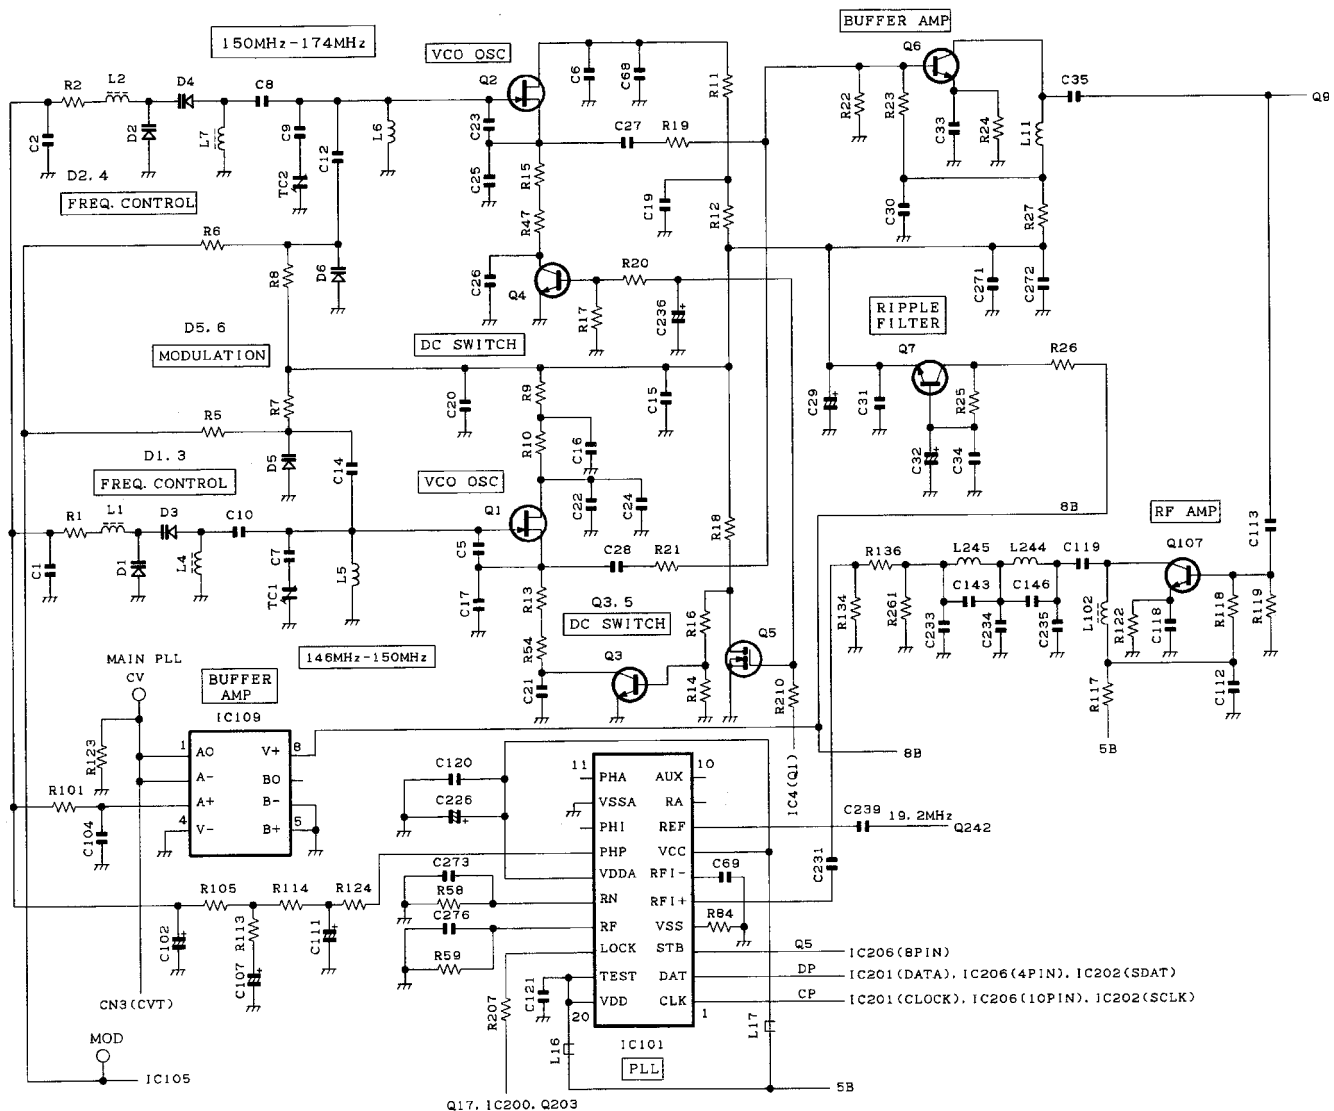 150MHz-174MHz
VCO OSC
BUFFER AMP
Q6
R2
L2
D4
C8
Q2
C6
C68
R11
C35
Q9
C2
D2
L7
C9
TC2
C12
L6
C23
C25
C27
R19
R22
R23
C33
R24
L11
D2.4
FREQ. CONTROL
R15
R47
C19
R12
C30
R27
R6
R8
D6
C26
Q4
R20
R17
C236
C271
C272
RIPPLE
FILTER
D5.6
MODULATION
DC SWITCH
Q7
R26
R7
C20
R9
C15
C29
C31
R25
R5
D5
C14
R10
C16
C32
C34
D1.3
FREQ. CONTROL
VCO OSC
Q1
C22
C24
R18
8B
RF AMP
R1
L1
D3
C10
C1
D1
L4
C7
TC1
L5
C5
C17
C28
R21
R13
R54
C113
R136
L245
L244
C119
Q107
C143
C146
R134
R261
C233
C234
C235
L102
R122
C118
R118
R119
Q3.5
DC SWITCH
R16
Q5
146MHz-150MHz
MAIN PLL
CV
BUFFER
AMP
IC109
C21
Q3
R14
R210
R117
C112
5B
8B
R123
1
AO
V+
8
A-
BO
R101
A+
B-
4
V-
B+
5
C104
IC4(Q1)
C120
C226
11
PHA
AUX
10
VSSA
RA
PHI
REF
C239
19.2MHz
Q242
PHP
VCC
VDDA
RFI-
C69
C231
C273
R58
RN
RFI+
C276
RF
VSS
R84
R59
LOCK
STB
Q5
IC206(8PIN)
TEST
DAT
DP
IC201(DATA), IC206(4PIN), IC202(SDAT)
VDD
CLK
CP
IC201(CLOCK), IC206(10PIN), IC202(SCLK)
20
1
R105
R114
R124
C102
R113
C111
C107
CN3(CVT)
C121
R207
L16
L17
IC101
PLL
MOD
IC105
5B
Q17, IC200, Q203